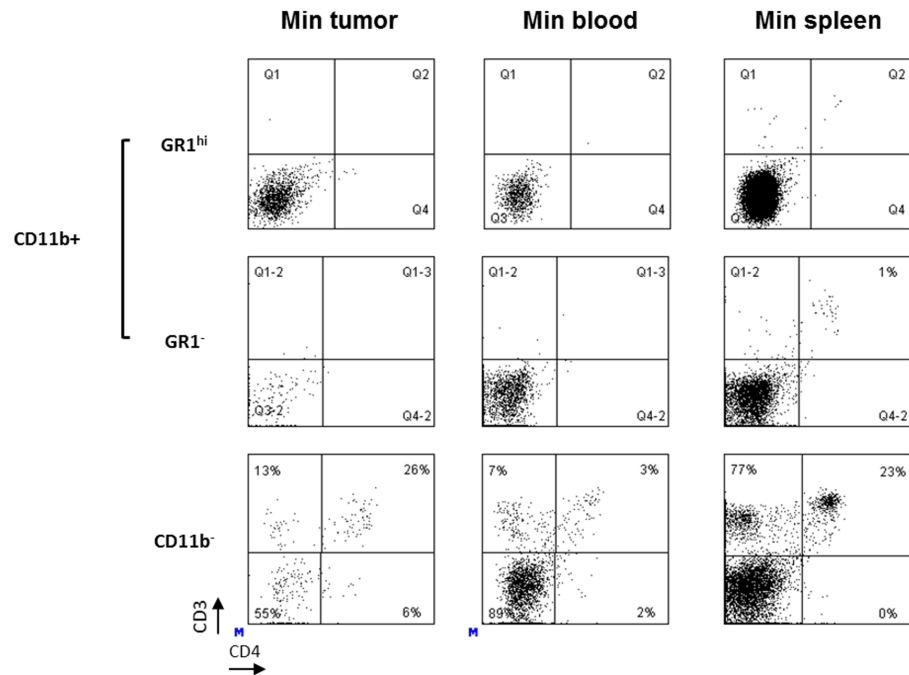 Min tumor Min blood Min spleen
Q1 Q2 Q1 Q2 Q1 Q2
GR1hi
Q4 Q3 Q4 Q4
CD11b+
Q1-2 Q1-3 Q1-2 Q1-3 Q1-2 1%
GR1-
Q3-2 Q4-2 Q4-2 Q4-2
13% 26% 7% 3% 77% 23%
CD11b-
55% 6% 89% 2% 0%
CD3
M M
CD4